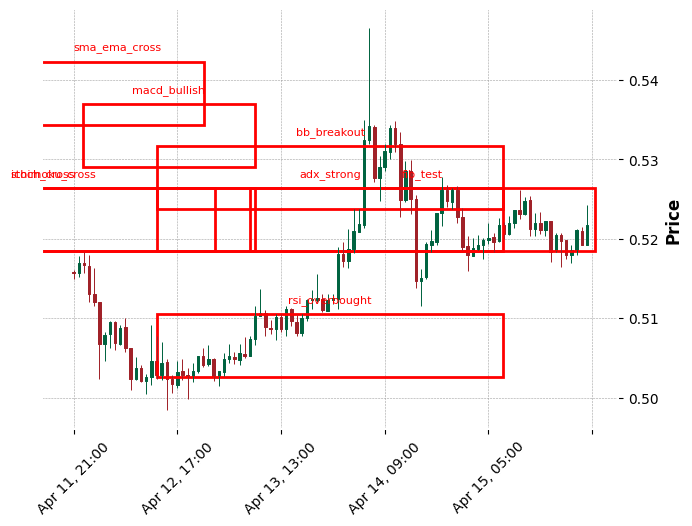 sma_ema_cross
0.54
macd_bullish
bb_breakout
0.53
adx_strong
0.52
Price
rsi_overbought
0.51
0.50
Apr 11, 21:00
Apr 12, 17:00
Apr 13, 13:00
Apr 14, 09:00
Apr 15, 05:00